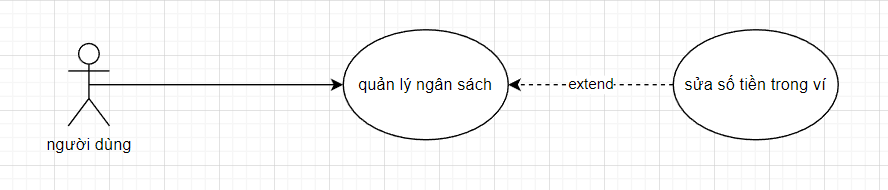 quản lý ngân sách
extend
sửa số tiền trong ví
người dùng